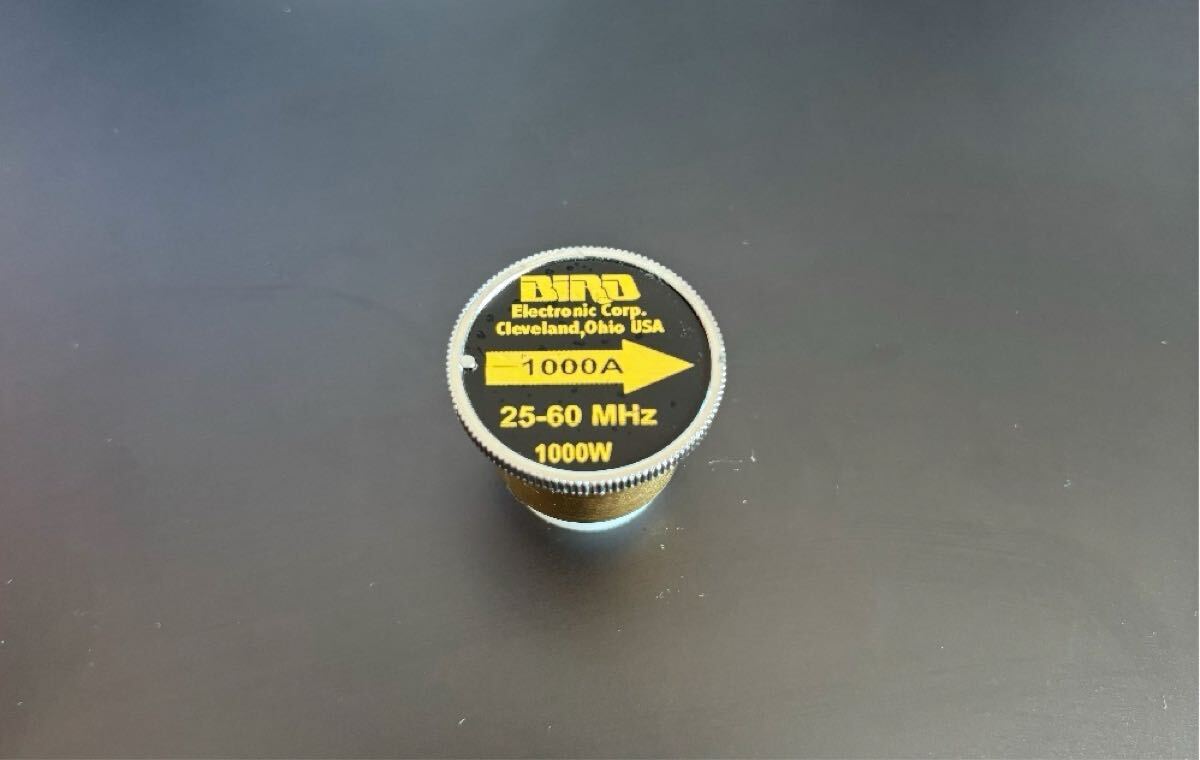 BIRD
Electronic Corp.
Cleveland,Ohio USA
1000A
25-60 MHz
1000W